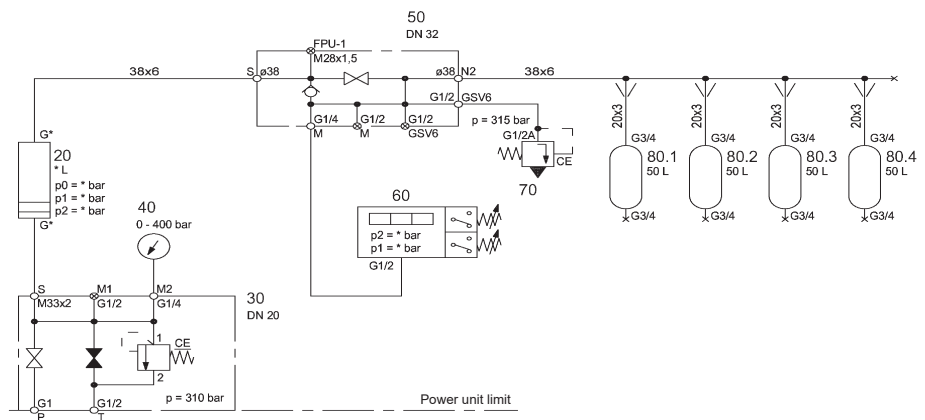 50
DN 32
FPU-1
M28x1,5
38x6
S ø38
ø38 N2
38x6
G1/2 GSV6
G1/4 G1/2 G1/2
M M GSV6
p = 315 bar
G1/2A
CE
70
20x3 20x3 20x3 20x3
G3/4 G3/4 G3/4 G3/4
80.1 80.2 80.3 80.4
50 L 50 L 50 L 50 L
G3/4 G3/4 G3/4 G3/4
G*
20
* L
p0 = * bar
p1 = * bar
p2 = * bar
G*
40
0 - 400 bar
60
p2 = * bar
p1 = * bar
G1/2
S M1 M2
M33x2 G1/2 G1/4
30
DN 20
1
CE
2
p = 310 bar
G1 G1/2
P T
Power unit limit